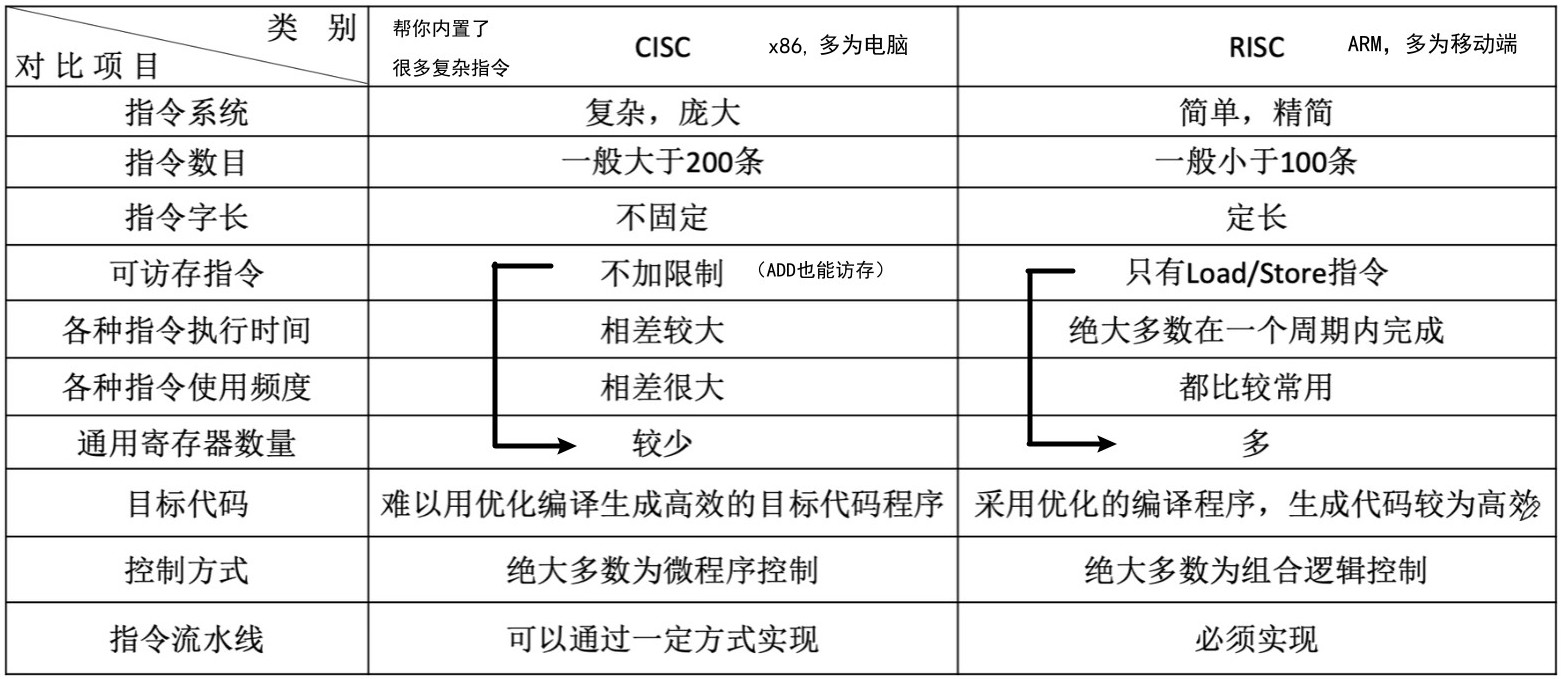 类 别
对比项目
帮你内置了
很多复杂指令
CISC
x86, 多为电脑
RISC
ARM, 多为移动端
指令系统
复杂，庞大
简单，精简
指令数目
一般大于200条
一般小于100条
指令字长
不固定
定长
可访存指令
不加限制
（ADD也能访存）
只有Load/Store指令
各种指令执行时间
相差较大
绝大多数在一个周期内完成
各种指令使用频度
相差很大
都比较常用
通用寄存器数量
较少
多
目标代码
难以用优化编译生成高效的目标代码程序
采用优化的编译程序，生成代码较为高效
控制方式
绝大多数为微程序控制
绝大多数为组合逻辑控制
指令流水线
可以通过一定方式实现
必须实现